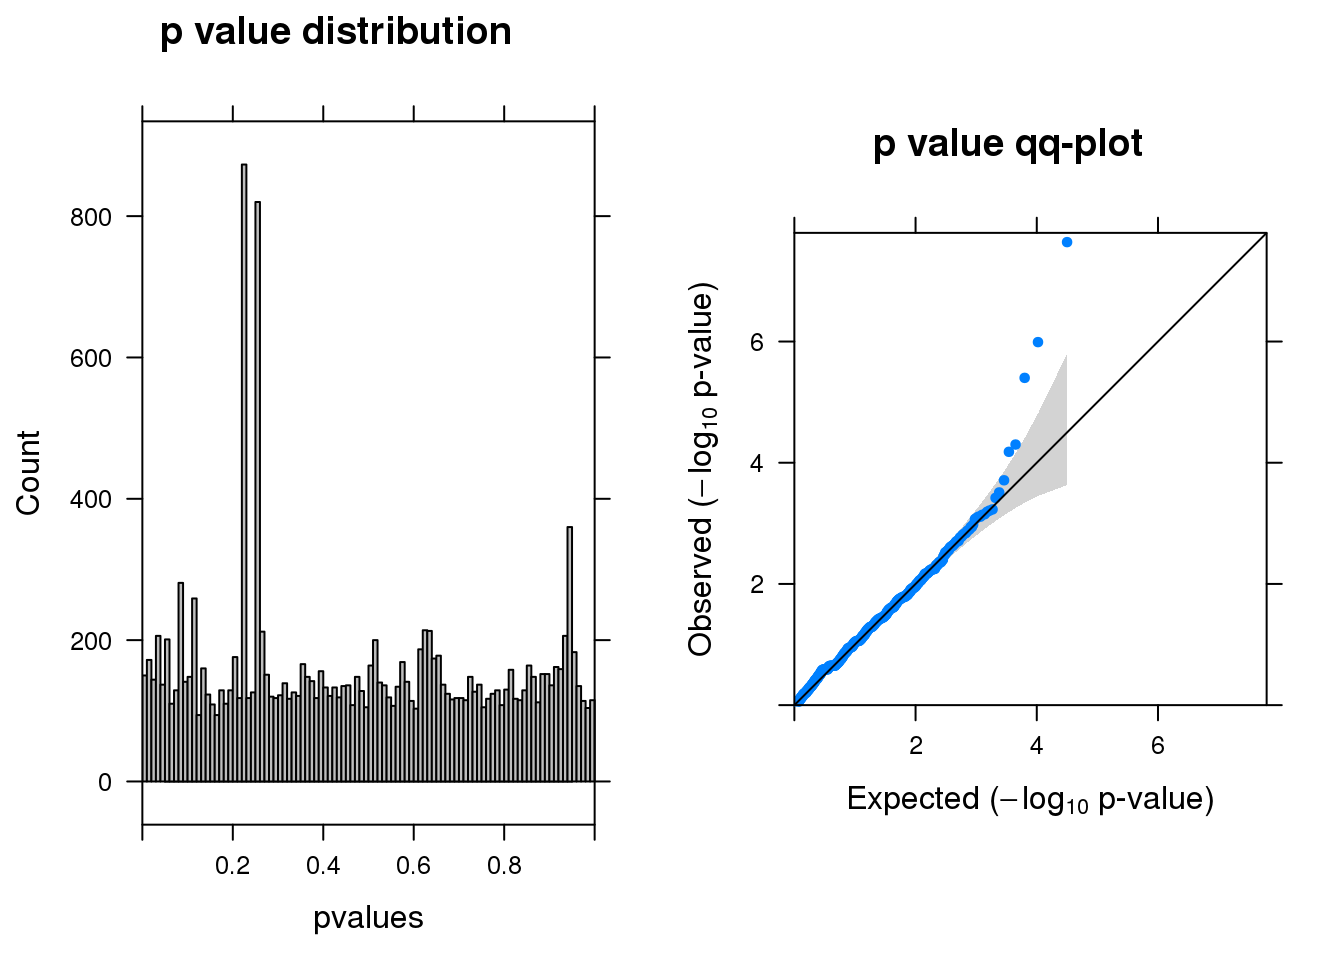 p value distribution
800
600
400
200
0
Count
0.2 0.4 0.6 0.8
pvalues
p value qq-plot
6
4
2
Observed (−log₁₀ p-value)
2 4 6
Expected (−log₁₀ p-value)